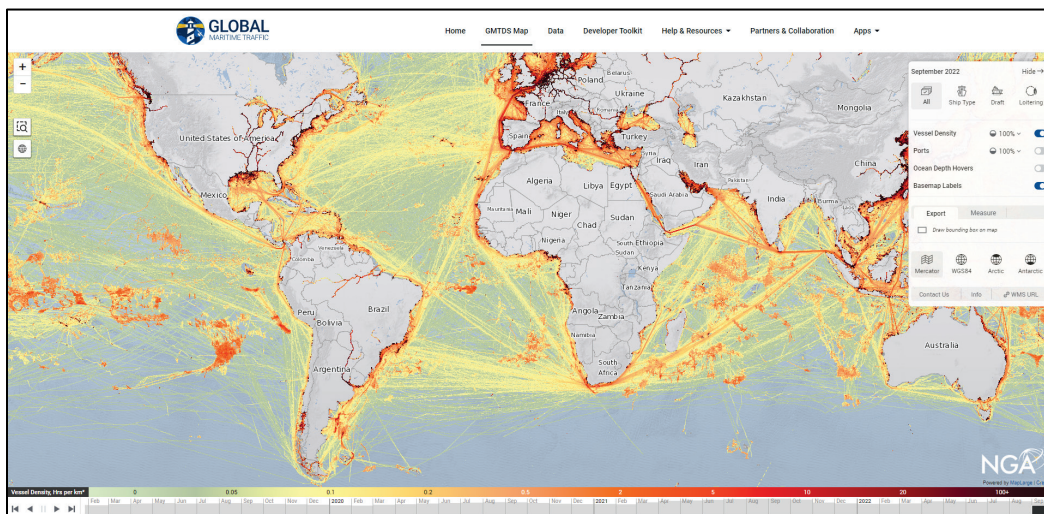 GLOBAL
MARITIME TRAFFIC
Home GMTDS Map Data Developer Toolkit Help & Resources Partners & Collaboration Apps
September 2022 Hide →
All Ship Type Draft Loitering
Vessel Density 100%
Ports 100%
Ocean Depth Hovers
Basemap Labels
Export Measure
Draw bounding box on map
Mercator WGS84 Arctic Antarctic
Contact Us Info WMS URL
United States of America
Mexico
Venezuela
Colombia
Peru
Brazil
Bolivia
Argentina
Belarus
Poland
Ukraine
France
Romania
Italy
Spain
Turkey
Kazakhstan
Mongolia
China
Syria
Iraq
Iran
Pakistan
India
Burma
Algeria
Libya
Egypt
Saudi Arabia
Mauritania
Mali
Niger
Chad
Sudan
Nigeria
South Sudan
Ethiopia
Kenya
Tanzania
Angola
Zambia
Namibia
South Africa
Australia
NGA
Powered by MapLarge |
Vessel Density, Hrs per km² 0 0.05 0.1 0.2 0.5 2 5 10 20 100+
Feb Mar Apr May Jun Jul Aug Sep Oct Nov Dec 2020 Feb Mar Apr May Jun Jul Aug Sep Oct Nov Dec 2021 Feb Mar Apr May Jun Jul Aug Sep Oct Nov Dec 2022 Feb Mar Apr May Jun Jul Aug Sep